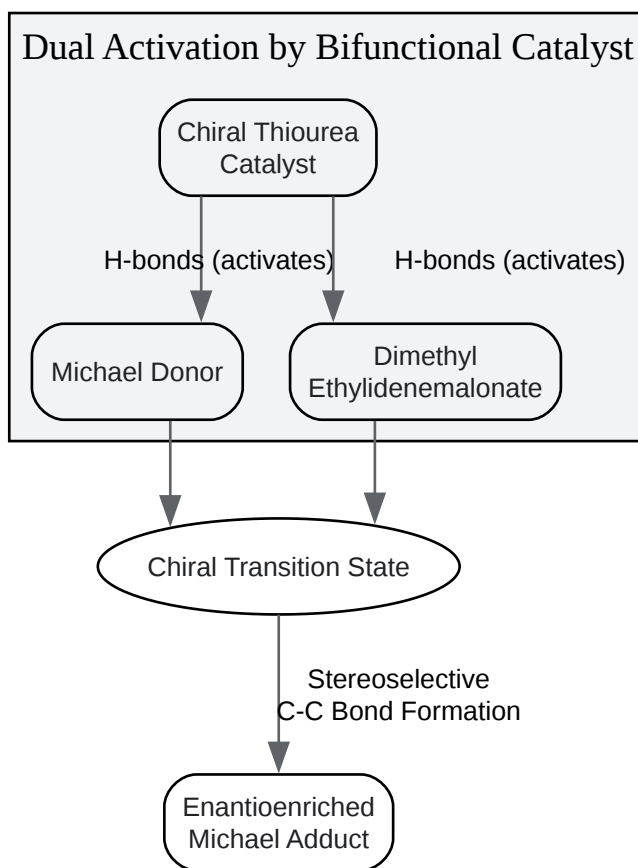 Dual Activation by Bifunctional Catalyst
Chiral Thiourea
Catalyst
H-bonds (activates)
H-bonds (activates)
Michael Donor
Dimethyl
Ethylidenemalonate
Chiral Transition State
Stereoselective
C-C Bond Formation
Enantioenriched
Michael Adduct